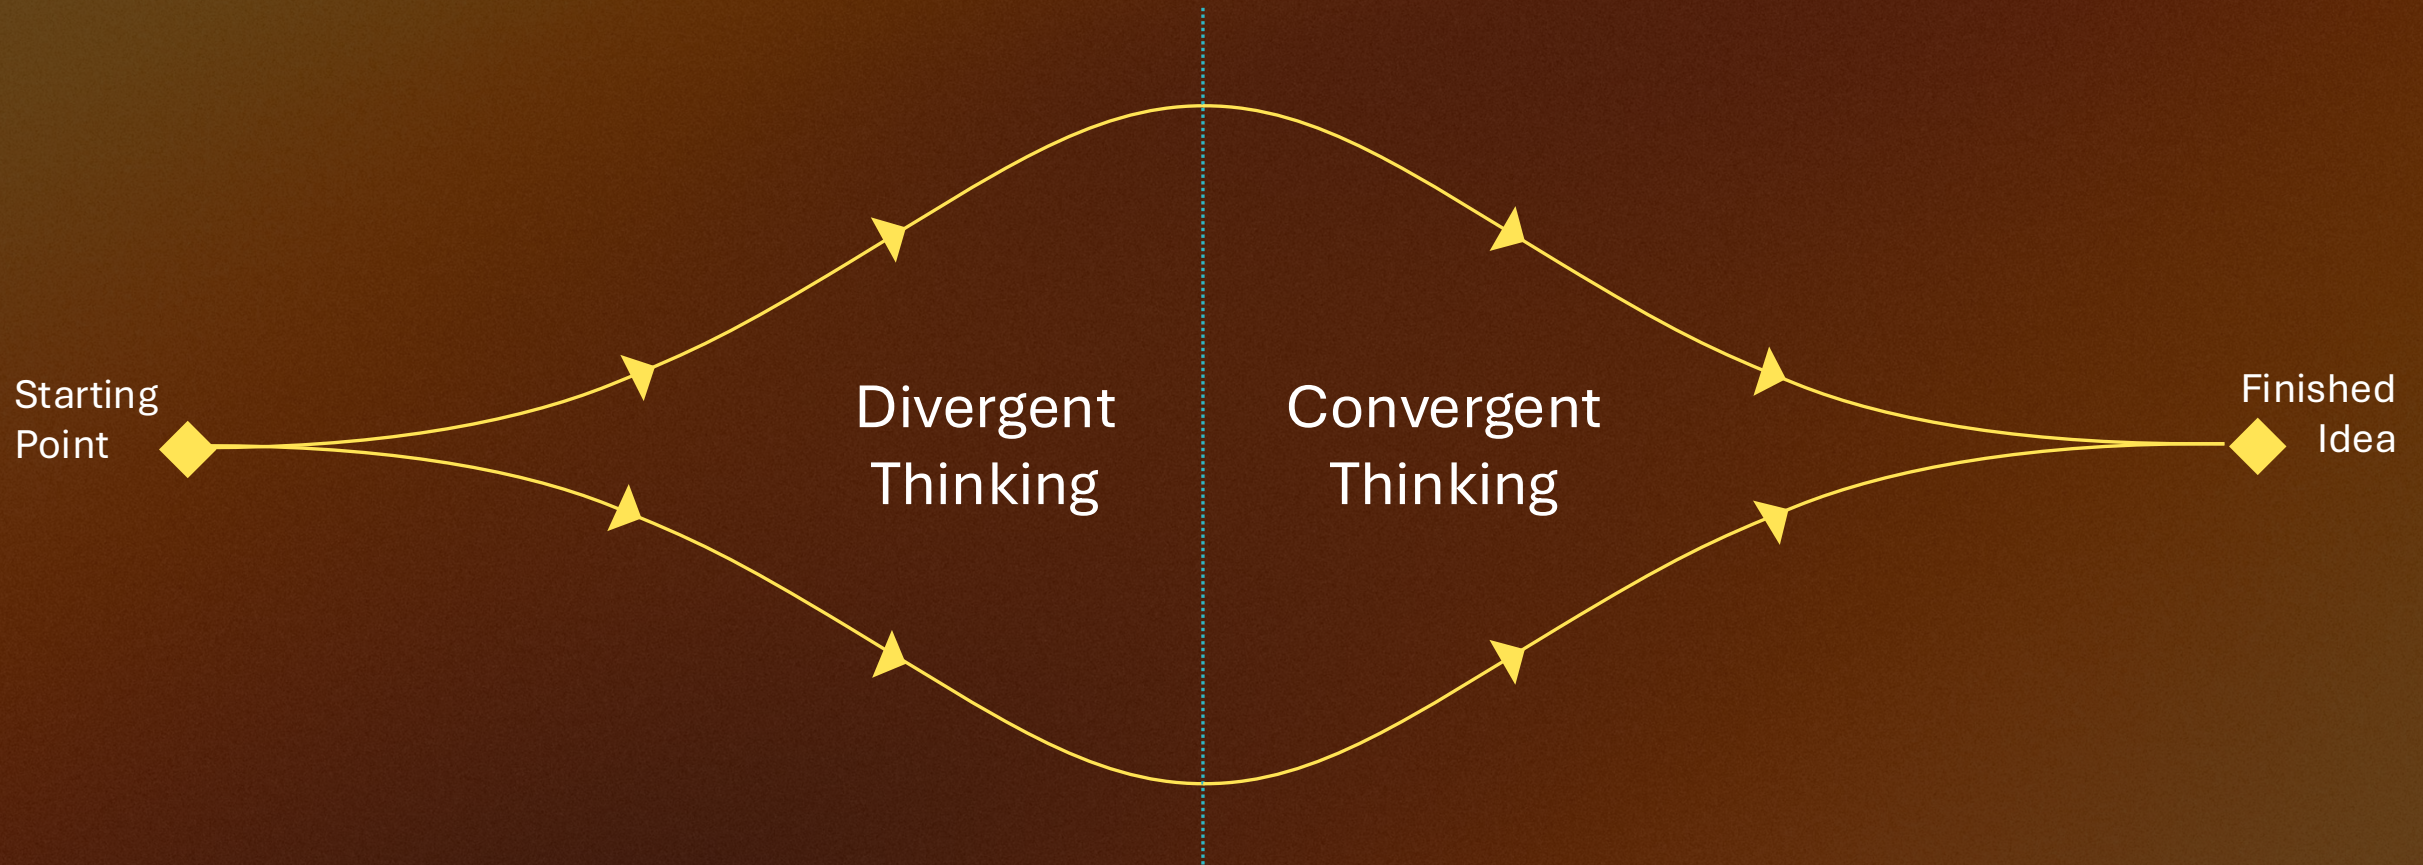 Starting
Point
Divergent
Thinking
Convergent
Thinking
Finished
Idea